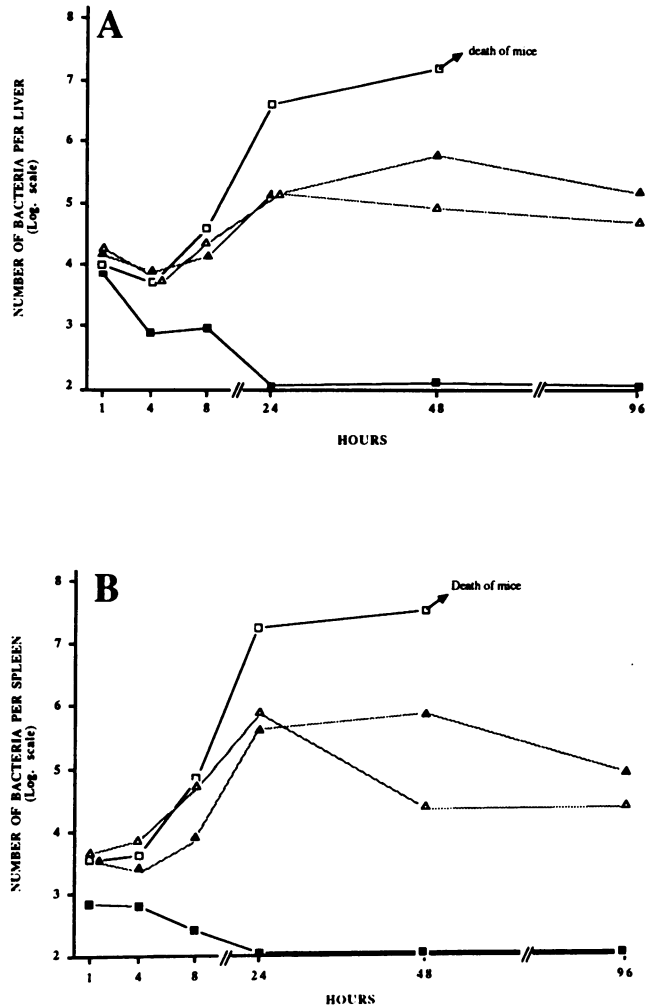 A
8
7
6
5
4
3
2
NUMBER OF BACTERIA PER LIVER
(Log. scale)
death of mice
1 4 8 // 24 48 // 96
HOURS
B
8
7
6
5
4
3
2
NUMBER OF BACTERIA PER SPLEEN
(Log. scale)
Death of mice
1 4 8 // 24 48 // 96
HOURS